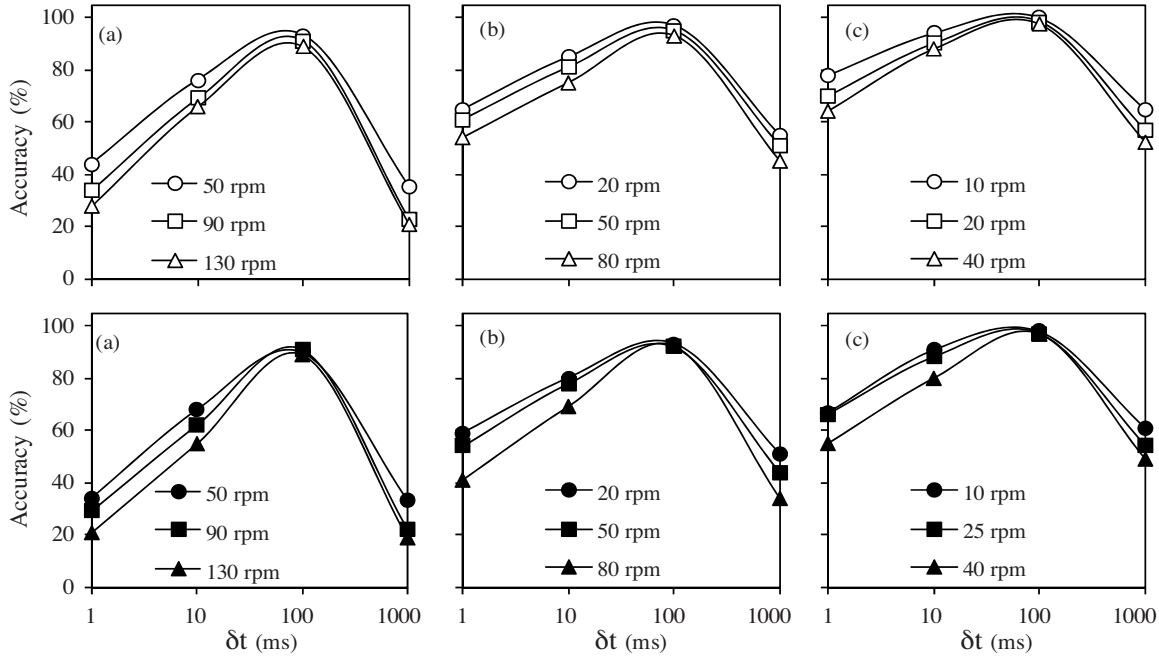 Accuracy (%)
100
80
60
40
20
0
(a)
50 rpm
90 rpm
130 rpm
(b)
20 rpm
50 rpm
80 rpm
(c)
10 rpm
20 rpm
40 rpm
Accuracy (%)
100
80
60
40
20
0
(a)
50 rpm
90 rpm
130 rpm
(b)
20 rpm
50 rpm
80 rpm
(c)
10 rpm
25 rpm
40 rpm
1 10 100 1000
1 10 100 1000
1 10 100 1000
δt (ms)
δt (ms)
δt (ms)